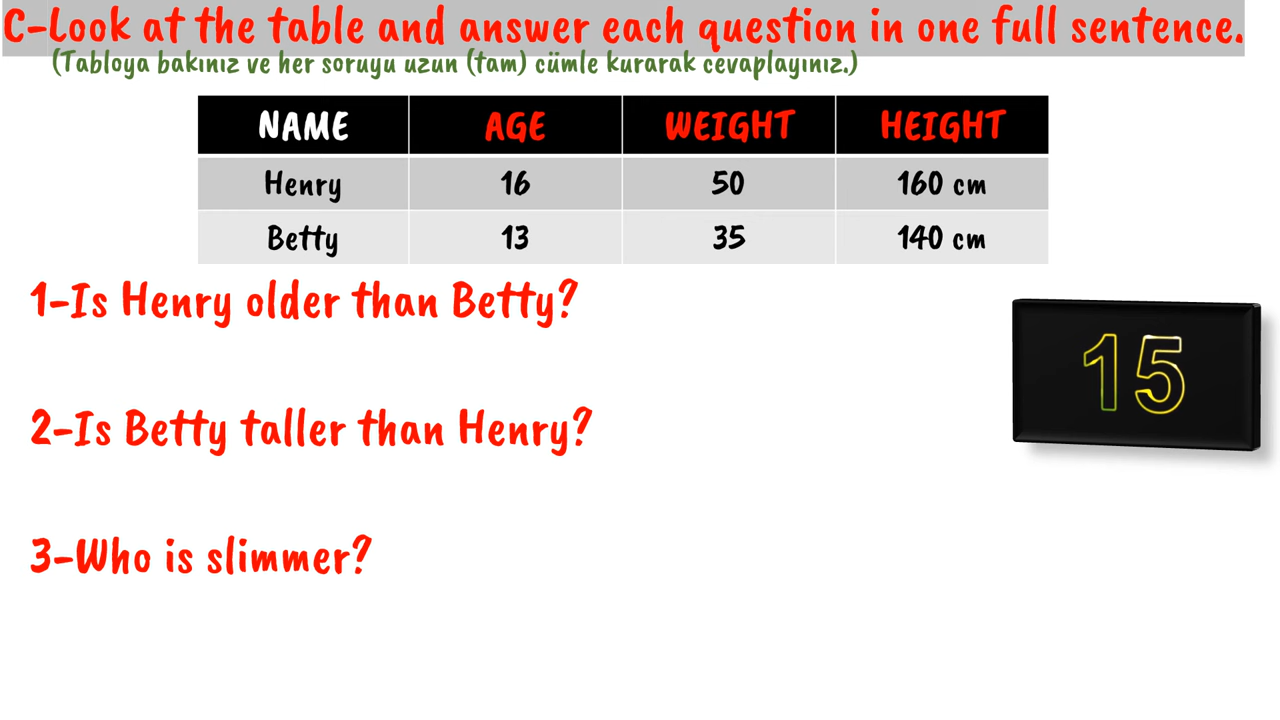 C-Look at the table and answer each question in one full sentence.
(Tabloya bakınız ve her soruyu uzun (tam) cümle kurarak cevaplayınız.)
NAME AGE WEIGHT HEIGHT
Henry 16 50 160 cm
Betty 13 35 140 cm
1-Is Henry older than Betty?
15
2-Is Betty taller than Henry?
3-Who is slimmer?